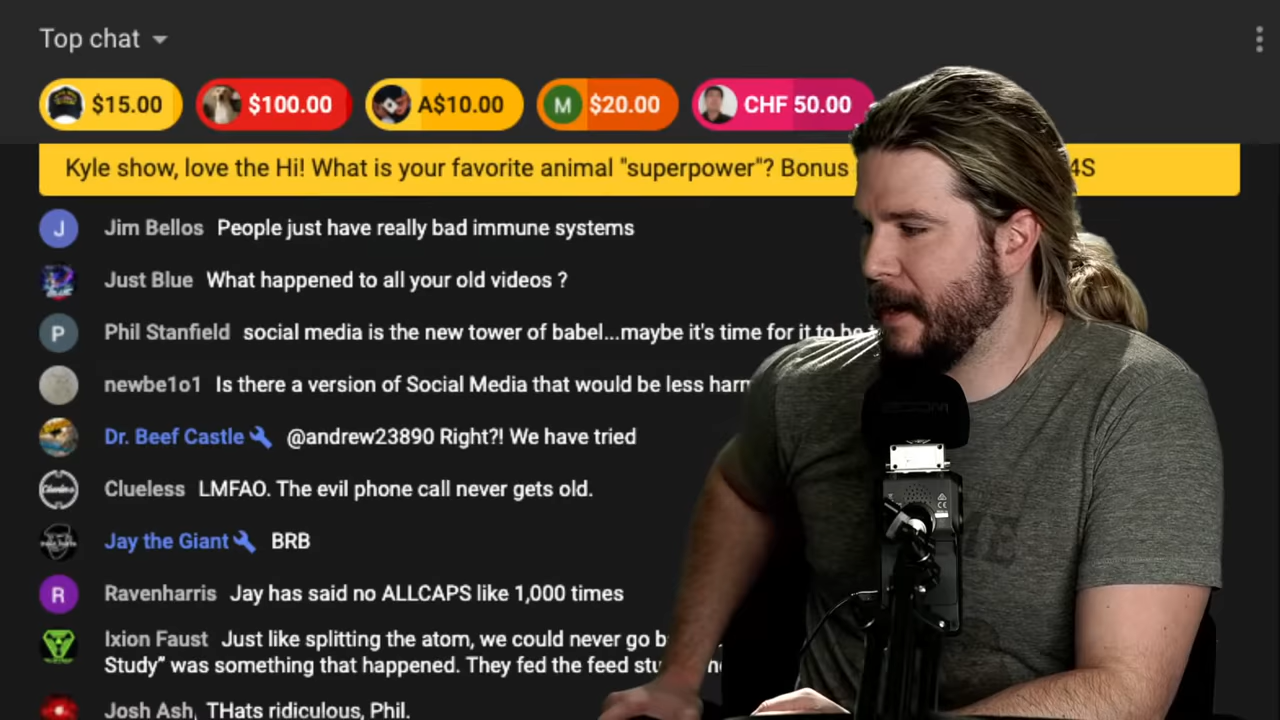 Top chat
$15.00 $100.00 A$10.00 M $20.00 CHF 50.00
Kyle show, love the Hi! What is your favorite animal "superpower"? Bonus 4S
J Jim Bellos People just have really bad immune systems
Just Blue What happened to all your old videos ?
P Phil Stanfield social media is the new tower of babel...maybe it's time for it to be
newbe1o1 Is there a version of Social Media that would be less
Dr. Beef Castle @andrew23890 Right?! We have tried
Clueless LMFAO. The evil phone call never gets old.
Jay the Giant BRB
R Ravenharris Jay has said no ALLCAPS like 1,000 times
Ixion Faust Just like splitting the atom, we could never go
Study” was something that happened. They fed the feed
Josh Ash, THats ridiculous, Phil.
ZOOM